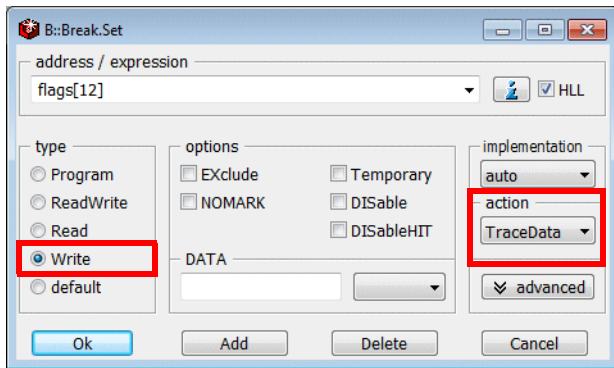 B::Break.Set
address / expression
flags[12]
i HLL
type
Program
ReadWrite
Read
Write
default
options
EXclude Temporary
NOMARK DISable
DISableHIT
DATA
implementation
auto
action
TraceData
advanced
Ok Add Delete Cancel